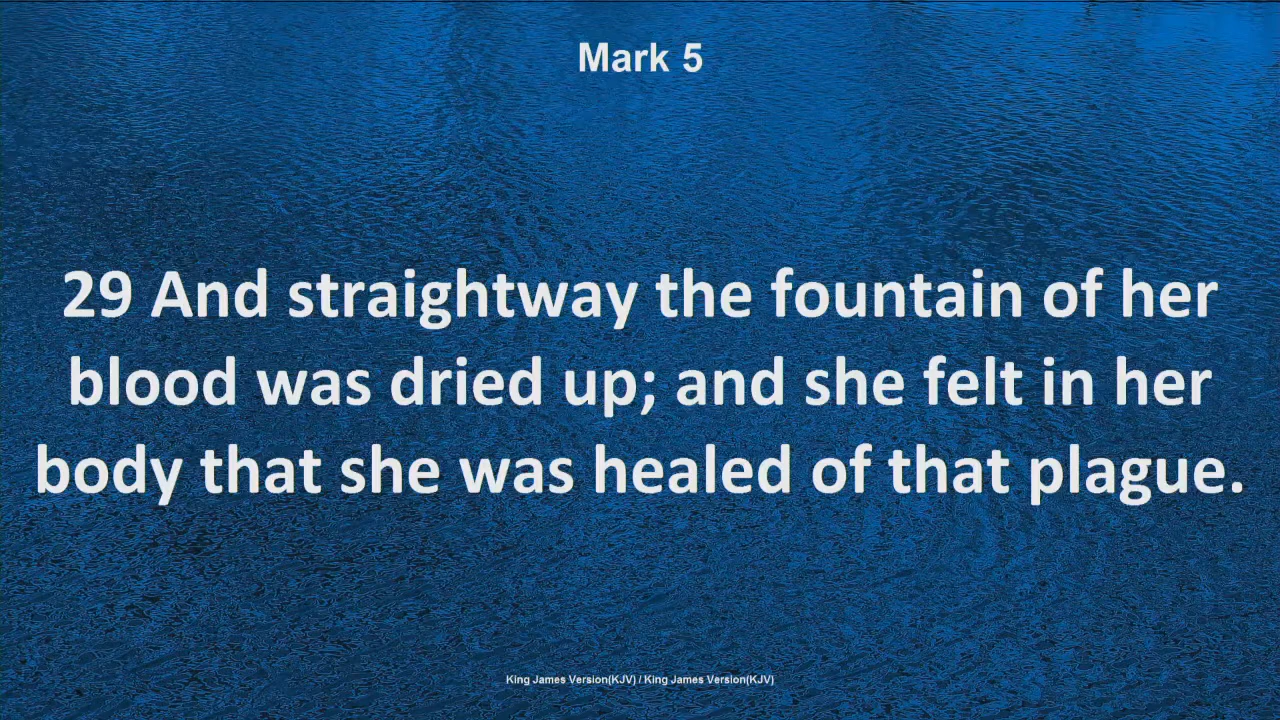 Mark 5
29 And straightway the fountain of her
blood was dried up; and she felt in her
body that she was healed of that plague.
King James Version(KJV) / King James Version(KJV)